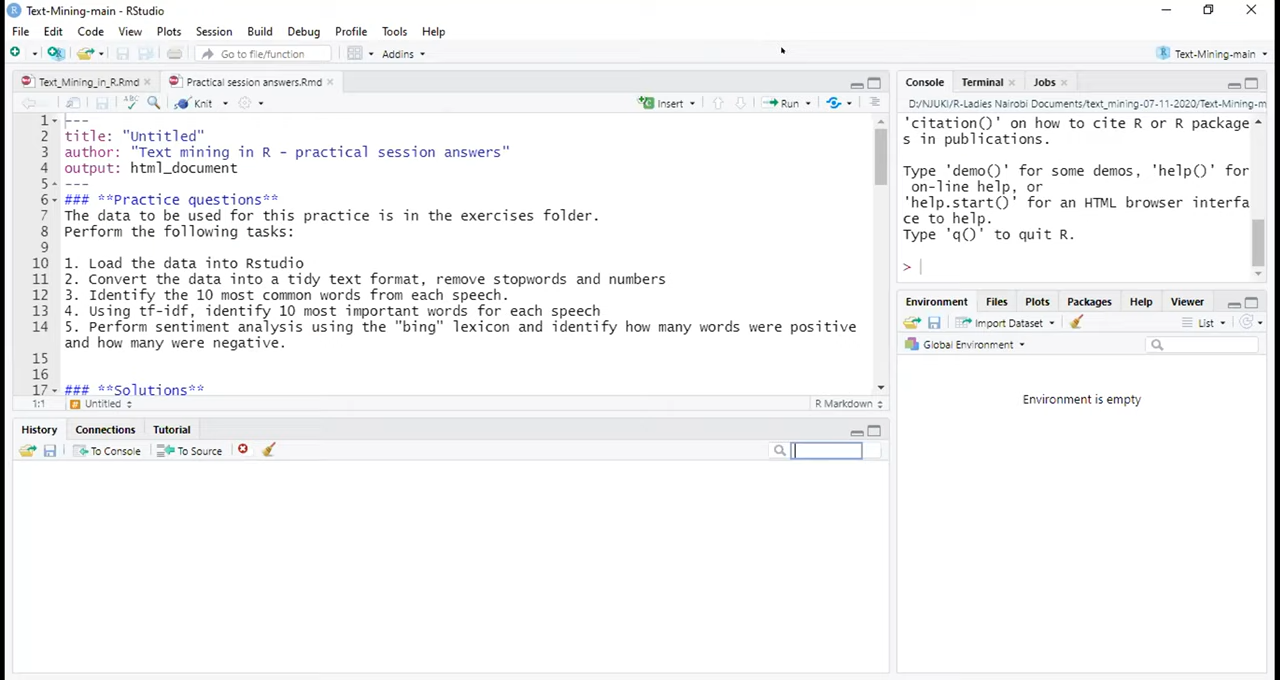 Text-Mining-main - RStudio
File Edit Code View Plots Session Build Debug Profile Tools Help
Go to file/function Addins Text-Mining-main
Text_Mining_in_R.Rmd Practical session answers.Rmd
Knit Insert Run
1 ---
2 title: "Untitled"
3 author: "Text mining in R - practical session answers"
4 output: html_document
5 ---
6 ### **Practice questions**
7 The data to be used for this practice is in the exercises folder.
8 Perform the following tasks:
9
10 1. Load the data into Rstudio
11 2. Convert the data into a tidy text format, remove stopwords and numbers
12 3. Identify the 10 most common words from each speech.
13 4. Using tf-idf, identify 10 most important words for each speech
14 5. Perform sentiment analysis using the "bing" lexicon and identify how many words were positive
and how many were negative.
15
16
17 ### **Solutions**
1:1 Untitled R Markdown
History Connections Tutorial
To Console To Source
Console Terminal Jobs
D:/NJUKI/R-Ladies Nairobi Documents/text_mining-07-11-2020/Text-Mining-m
'citation()' on how to cite R or R package
s in publications.
Type 'demo()' for some demos, 'help()' for
on-line help, or
'help.start()' for an HTML browser interfa
ce to help.
Type 'q()' to quit R.
>
Environment Files Plots Packages Help Viewer
Import Dataset List
Global Environment
Environment is empty